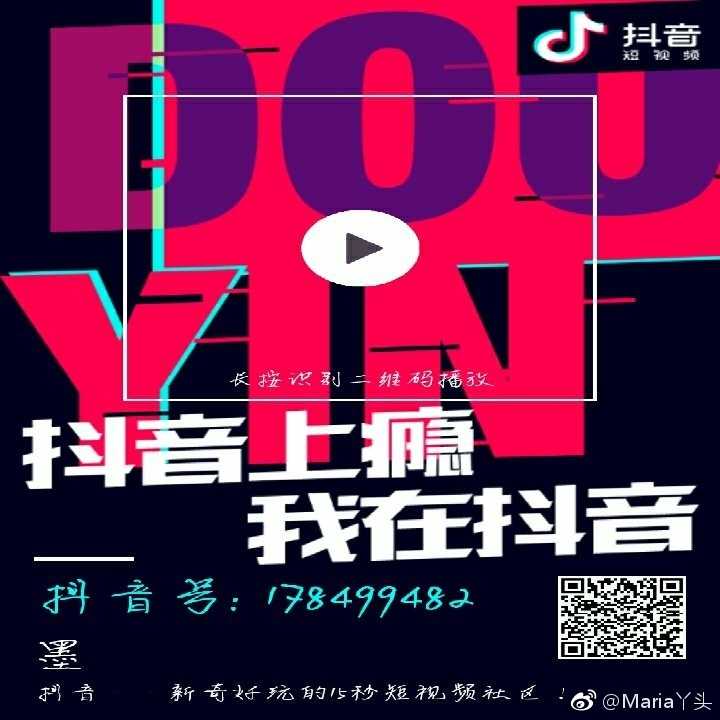 DOU
抖音
短视频
YIN
长按识别二维码播放
抖音上瘾
我在抖音
抖音号:178499482
墨
抖音 新奇好玩的15秒短视频社区!
@Maria丫头